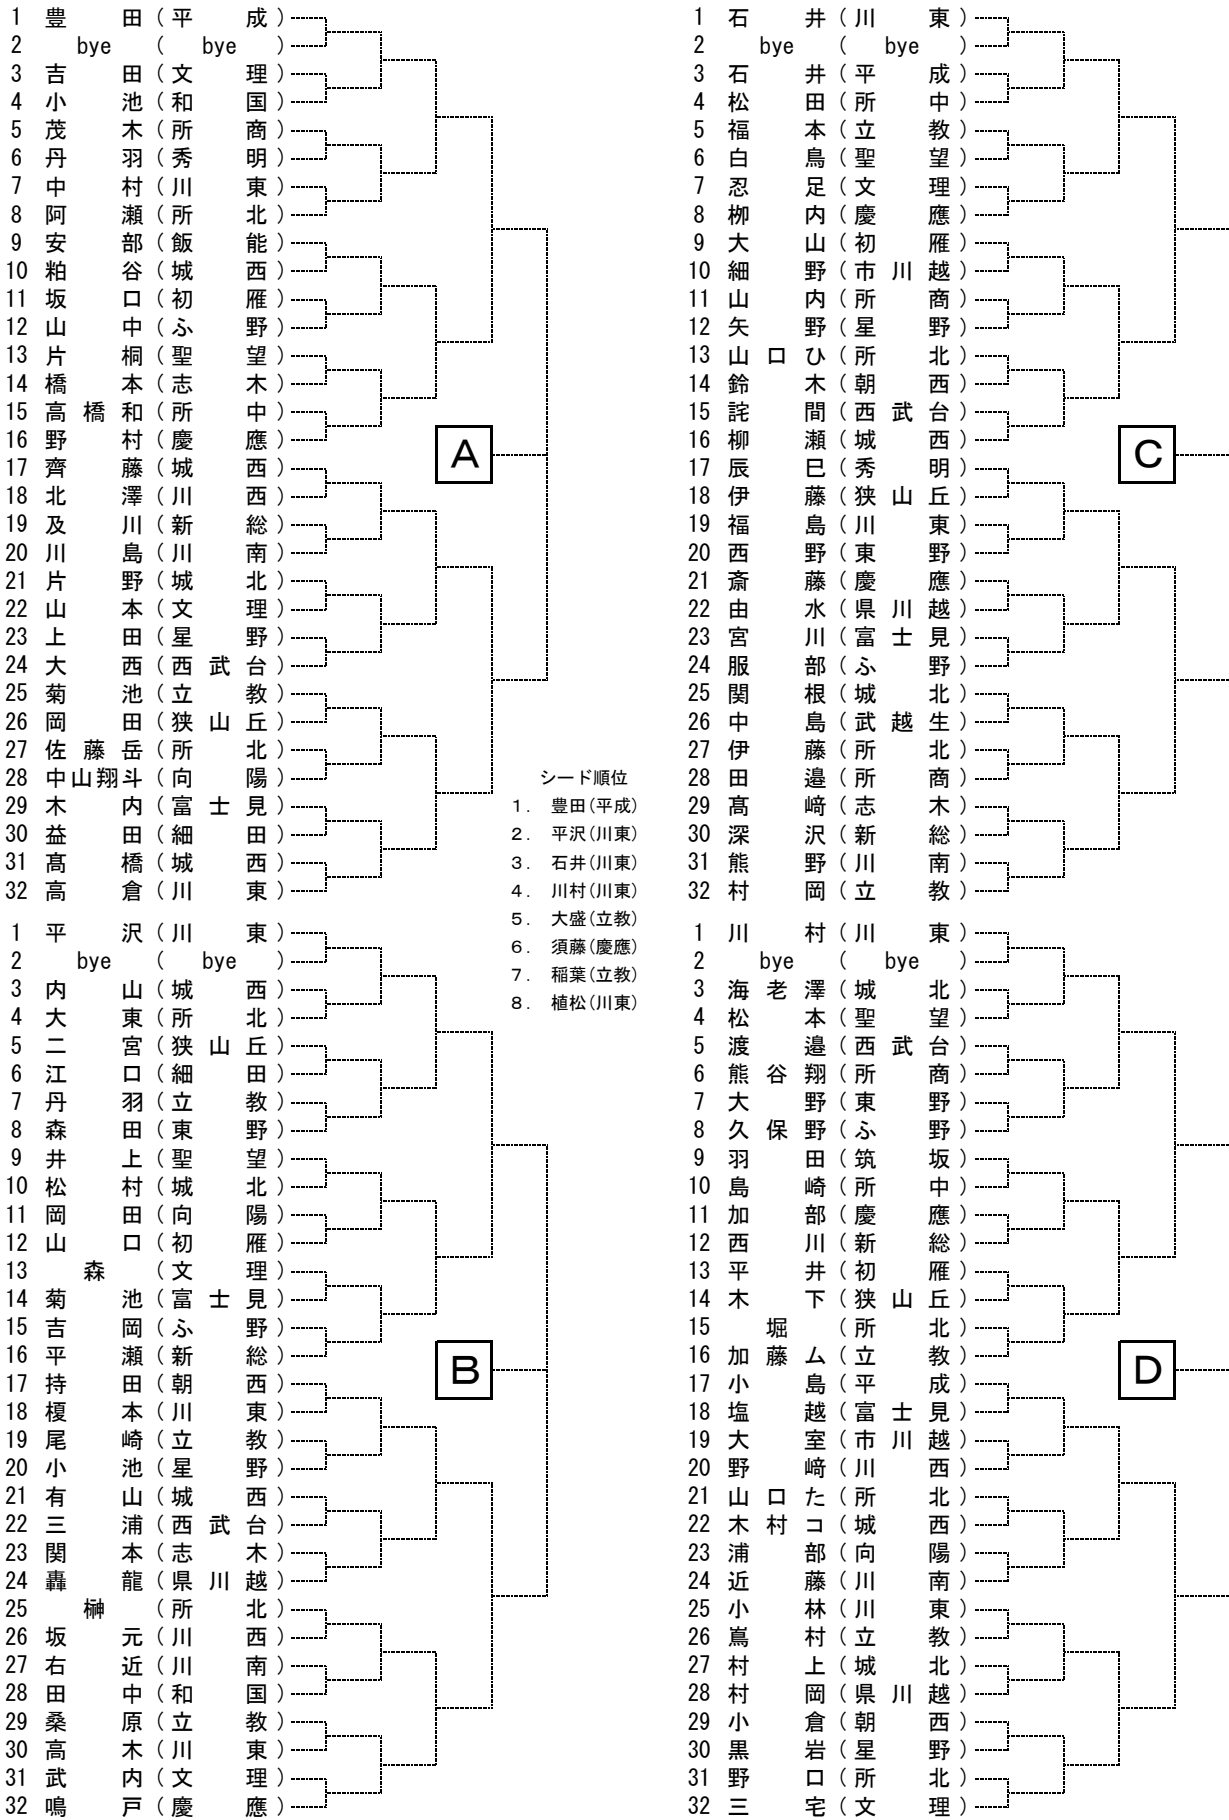 1 豊田（平成）
2 bye（bye）
3 吉田（文理）
4 小池（和国）
5 茂木（所商）
6 丹羽（秀明）
7 中村（川東）
8 阿瀬（所北）
9 安部（飯能）
10 粕谷（城西）
11 坂口（初雁）
12 山中（ふ野）
13 片桐（聖望）
14 橋本（志木）
15 高橋和（所中）
16 野村（慶應）
17 齊藤（城西）
18 北澤（川西）
19 及川（新総）
20 川島（川南）
21 片野（城北）
22 山本（文理）
23 上田（星野）
24 大西（西武台）
25 菊池（立教）
26 岡田（狭山丘）
27 佐藤岳（所北）
28 中山翔斗（向陽）
29 木内（富士見）
30 益田（細田）
31 髙橋（城西）
32 高倉（川東）
A
1 平沢（川東）
2 bye（bye）
3 内山（城西）
4 大東（所北）
5 二宮（狭山丘）
6 江口（細田）
7 丹羽（立教）
8 森田（東野）
9 井上（聖望）
10 松村（城北）
11 岡田（向陽）
12 山口（初雁）
13 森（文理）
14 菊池（富士見）
15 吉岡（ふ野）
16 平瀬（新総）
17 持田（朝西）
18 榎本（川東）
19 尾崎（立教）
20 小池（星野）
21 有山（城西）
22 三浦（西武台）
23 関本（志木）
24 轟龍（県川越）
25 榊（所北）
26 坂元（川西）
27 右近（川南）
28 田中（和国）
29 桑原（立教）
30 高木（川東）
31 武内（文理）
32 鳴戸（慶應）
B
シード順位
1. 豊田(平成)
2. 平沢(川東)
3. 石井(川東)
4. 川村(川東)
5. 大盛(立教)
6. 須藤(慶應)
7. 稲葉(立教)
8. 植松(川東)
1 石井（川東）
2 bye（bye）
3 石井（平成）
4 松田（所中）
5 福本（立教）
6 白鳥（聖望）
7 忍足（文理）
8 栁内（慶應）
9 大山（初雁）
10 細野（市川越）
11 山内（所商）
12 矢野（星野）
13 山口ひ（所北）
14 鈴木（朝西）
15 詫間（西武台）
16 柳瀬（城西）
17 辰巳（秀明）
18 伊藤（狭山丘）
19 福島（川東）
20 西野（東野）
21 斎藤（慶應）
22 由水（県川越）
23 宮川（富士見）
24 服部（ふ野）
25 関根（城北）
26 中島（武越生）
27 伊藤（所北）
28 田邉（所商）
29 髙﨑（志木）
30 深沢（新総）
31 熊野（川南）
32 村岡（立教）
C
1 川村（川東）
2 bye（bye）
3 海老澤（城北）
4 松本（聖望）
5 渡邉（西武台）
6 熊谷翔（所商）
7 大野（東野）
8 久保野（ふ野）
9 羽田（筑坂）
10 島崎（所中）
11 加部（慶應）
12 西川（新総）
13 平井（初雁）
14 木下（狭山丘）
15 堀（所北）
16 加藤ム（立教）
17 小島（平成）
18 塩越（富士見）
19 大室（市川越）
20 野﨑（川西）
21 山口た（所北）
22 木村コ（城西）
23 浦部（向陽）
24 近藤（川南）
25 小林（川東）
26 嶌村（立教）
27 村上（城北）
28 村岡（県川越）
29 小倉（朝西）
30 黒岩（星野）
31 野口（所北）
32 三宅（文理）
D